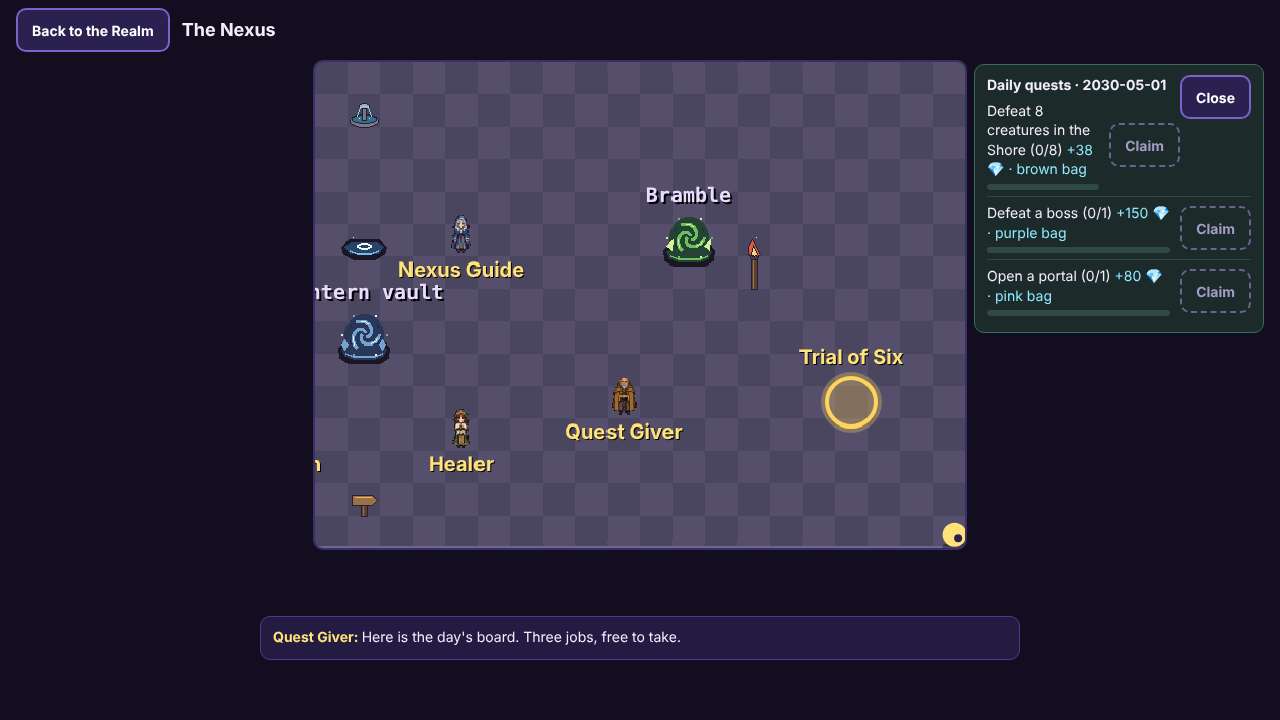 Back to the Realm
The Nexus
Daily quests · 2030-05-01
Close
Defeat 8
creatures in the
Shore (0/8) +38
💎 · brown bag
Claim
Defeat a boss (0/1) +150 💎
· purple bag
Claim
Open a portal (0/1) +80 💎
· pink bag
Claim
Bramble
Nexus Guide
ntern vault
Trial of Six
Quest Giver
Healer
Quest Giver: Here is the day's board. Three jobs, free to take.